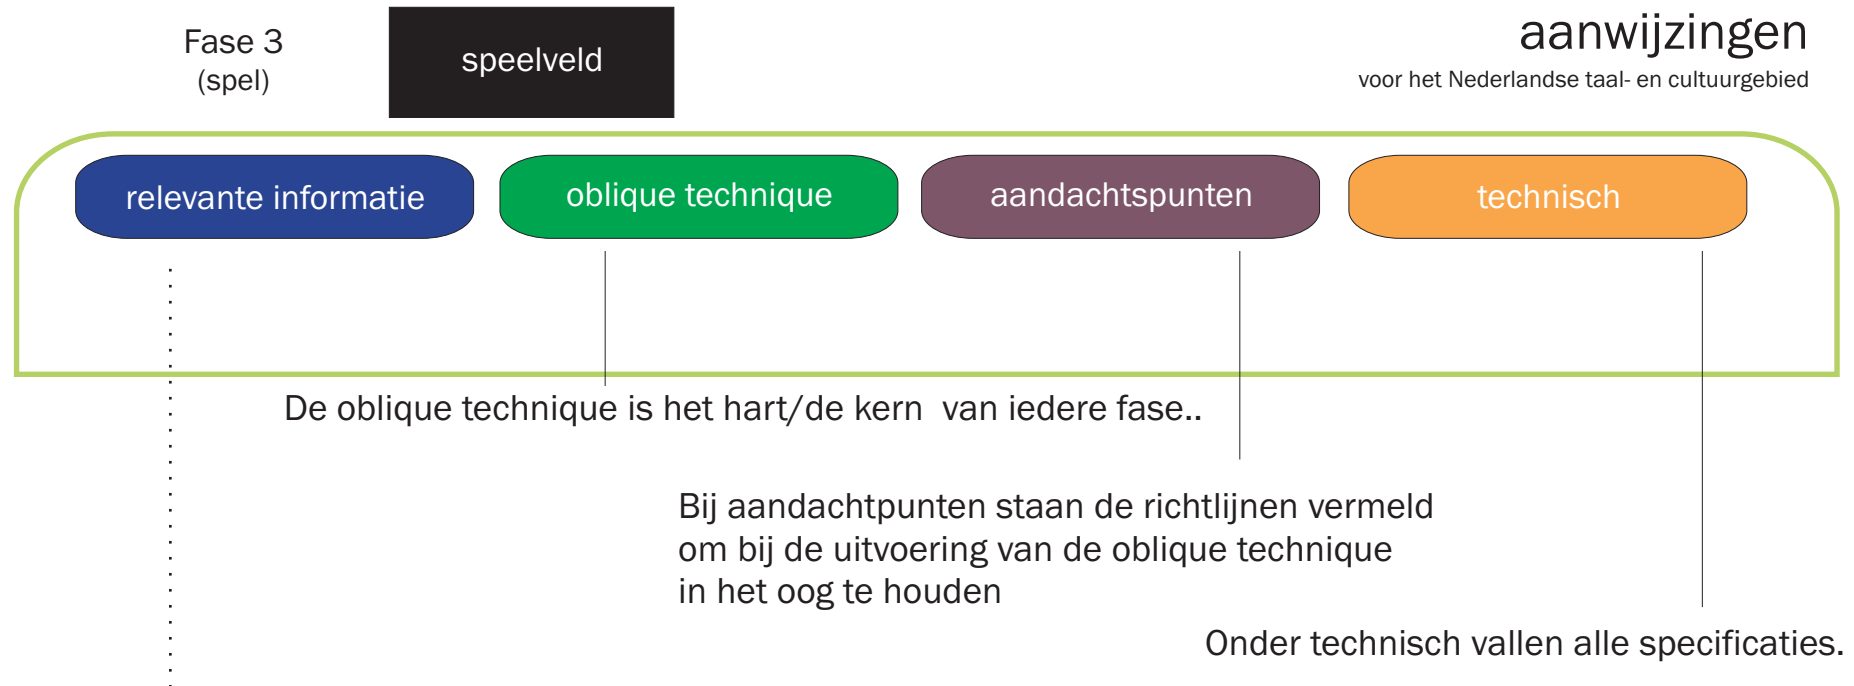 Fase 3
(spel)
speelveld
aanwijzingen
voor het Nederlandse taal- en cultuurgebied
relevante informatie
oblique technique
aandachtspunten
technisch
De oblique technique is het hart/de kern  van iedere fase..
Bij aandachtpunten staan de richtlijnen vermeld
om bij de uitvoering van de oblique technique
in het oog te houden
Onder technisch vallen alle specificaties.